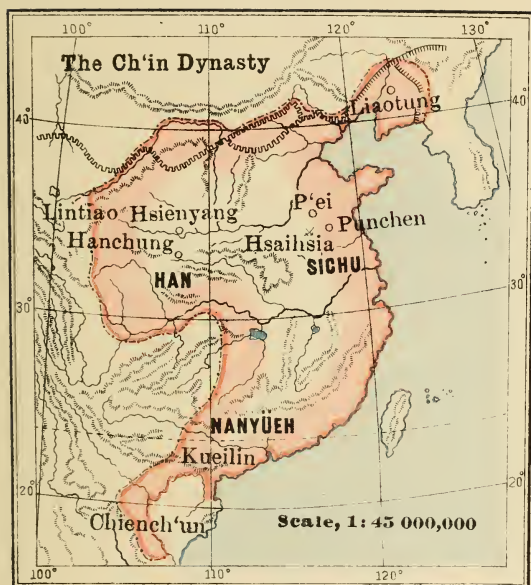 100° 110° 120° 130°
The Ch'in Dynasty
Liaotung
40° 40°
Lintiao Hsienyang P'ei
Hanchung Punchen
Hsaihsia
HAN SICHU
30° 30°
NANYÜEH
Kueilin
20° 20°
Chiench'un Scale, 1: 45 000,000
100° 110° 120°